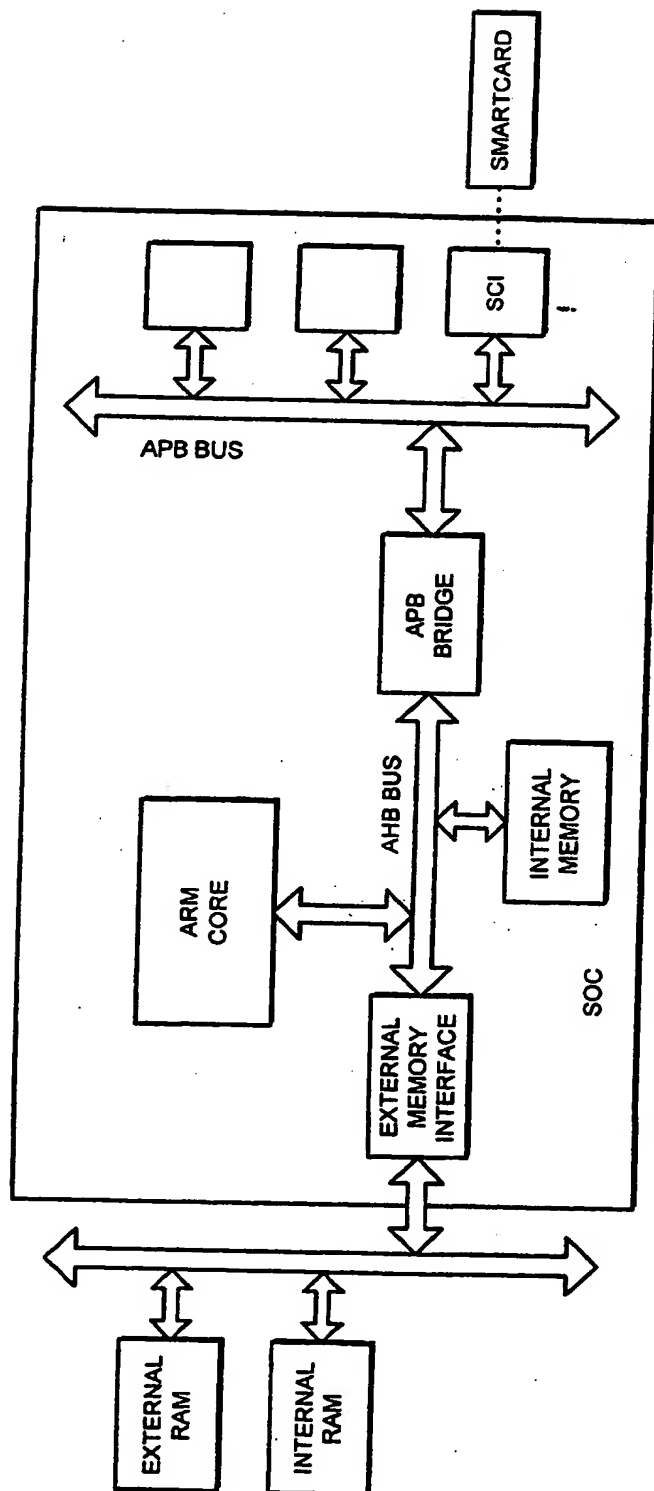 EXTERNAL
RAM
INTERNAL
RAM
EXTERNAL
MEMORY
INTERFACE
ARM
CORE
AHB BUS
INTERNAL
MEMORY
SOC
APB
BRIDGE
APB BUS
SCI
SMARTCARD